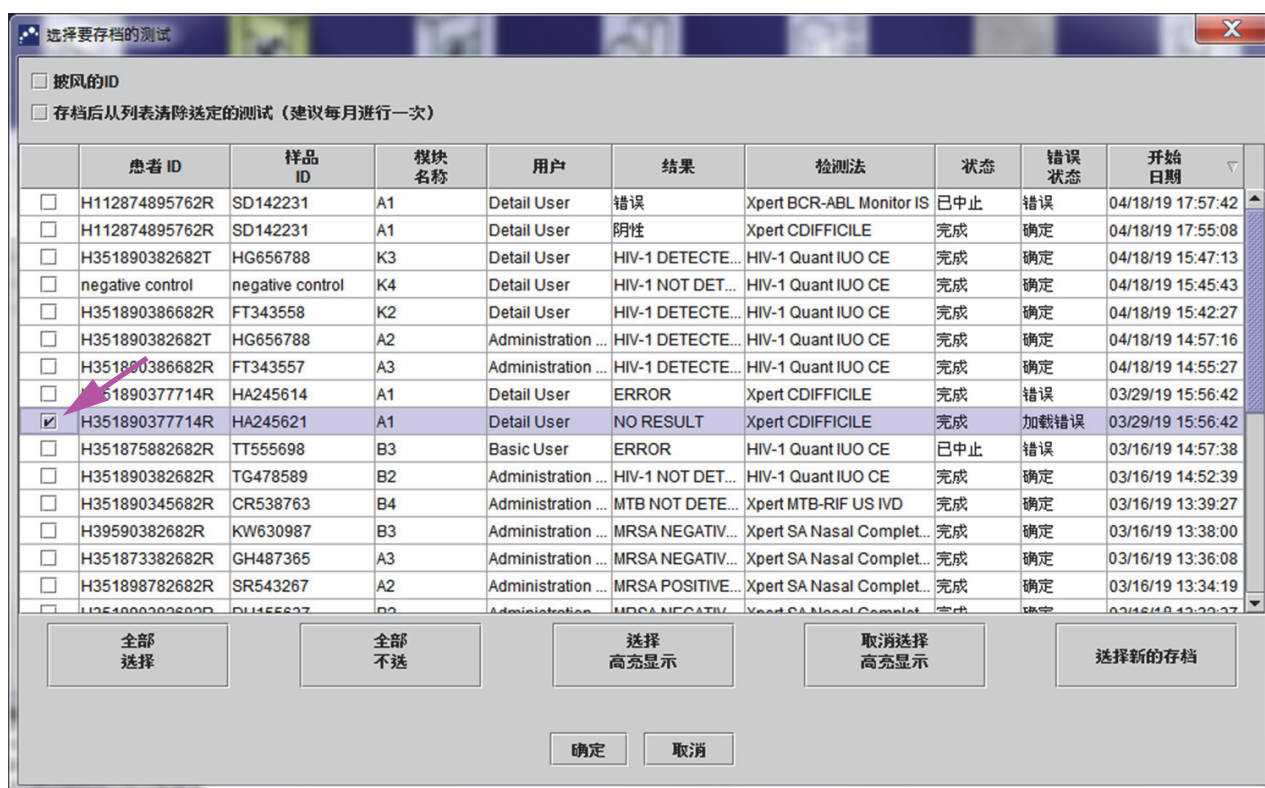 选择要存档的测试
披风的ID
存档后从列表清除选定的测试（建议每月进行一次）
患者 ID 样品 ID 模块名称 用户 结果 检测法 状态 错误状态 开始日期
H112874895762R SD142231 A1 Detail User 错误 Xpert BCR-ABL Monitor IS 已中止 错误 04/18/19 17:57:42
H112874895762R SD142231 A1 Detail User 阴性 Xpert CDIFFICILE 完成 确定 04/18/19 17:55:08
H351890382682T HG656788 K3 Detail User HIV-1 DETECTE... HIV-1 Quant IUO CE 完成 确定 04/18/19 15:47:13
negative control negative control K4 Detail User HIV-1 NOT DET... HIV-1 Quant IUO CE 完成 确定 04/18/19 15:45:43
H351890386682R FT343558 K2 Detail User HIV-1 DETECTE... HIV-1 Quant IUO CE 完成 确定 04/18/19 15:42:27
H351890382682T HG656788 A2 Administration ... HIV-1 DETECTE... HIV-1 Quant IUO CE 完成 确定 04/18/19 14:57:16
H351890386682R FT343557 A3 Administration ... HIV-1 DETECTE... HIV-1 Quant IUO CE 完成 确定 04/18/19 14:55:27
H351890377714R HA245614 A1 Detail User ERROR Xpert CDIFFICILE 完成 错误 03/29/19 15:56:42
H351890377714R HA245621 A1 Detail User NO RESULT Xpert CDIFFICILE 完成 加载错误 03/29/19 15:56:42
H351875882682R TT555698 B3 Basic User ERROR HIV-1 Quant IUO CE 已中止 错误 03/16/19 14:57:38
H351890382682R TG478589 B2 Administration ... HIV-1 NOT DET... HIV-1 Quant IUO CE 完成 确定 03/16/19 14:52:39
H351890345682R CR538763 B4 Administration ... MTB NOT DETE... Xpert MTB-RIF US IVD 完成 确定 03/16/19 13:39:27
H39590382682R KW630987 B3 Administration ... MRSA NEGATIV... Xpert SA Nasal Complet... 完成 确定 03/16/19 13:38:00
H351873382682R GH487365 A3 Administration ... MRSA NEGATIV... Xpert SA Nasal Complet... 完成 确定 03/16/19 13:36:08
H351898782682R SR543267 A2 Administration ... MRSA POSITIVE... Xpert SA Nasal Complet... 完成 确定 03/16/19 13:34:19
全部选择 全部不选 选择高亮显示 取消选择高亮显示 选择新的存档
确定 取消